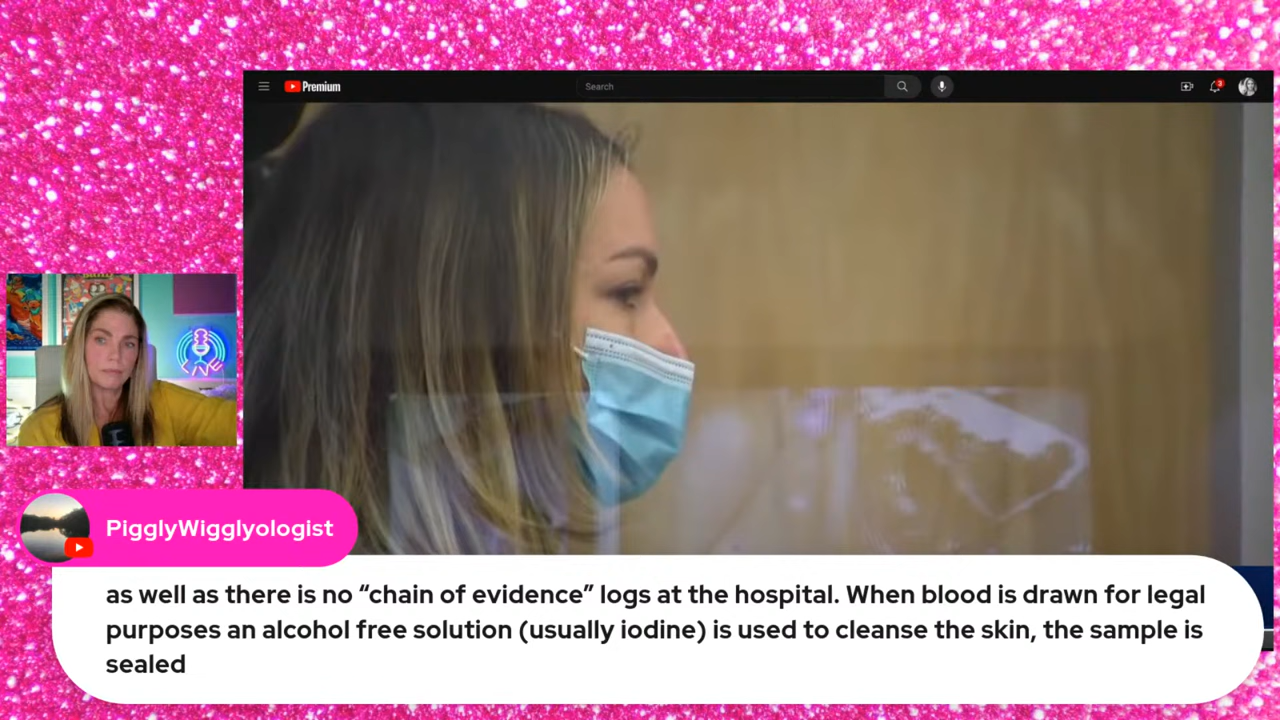 Premium
Search
3
PigglyWigglyologist
as well as there is no “chain of evidence” logs at the hospital. When blood is drawn for legal
purposes an alcohol free solution (usually iodine) is used to cleanse the skin, the sample is
sealed